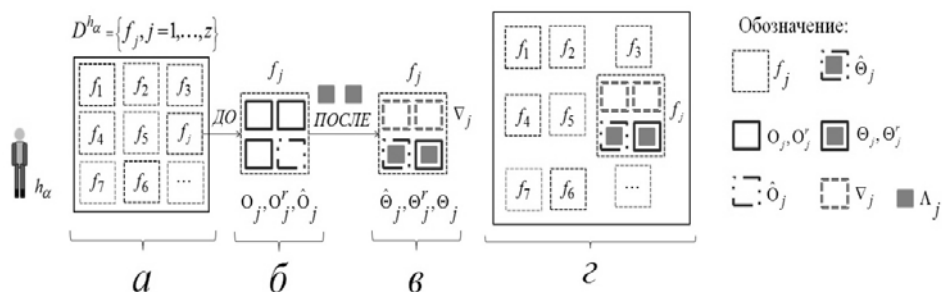 D^{h_α} = {f_j, j=1,…,z}
f_1 f_2 f_3
f_4 f_5 f_j
f_7 f_6 …
h_α
ДО
f_j
O_j, O_j^r, Ô_j
ПОСЛЕ
f_j
∇_j
Θ̂_j, Θ_j^r, Θ_j
f_1 f_2 f_3
f_4 f_5 f_j
f_7 f_6 …
а б в г
Обозначение:
f_j Θ̂_j
O_j, O_j^r Θ_j, Θ_j^r
Ô_j ∇_j Λ_j